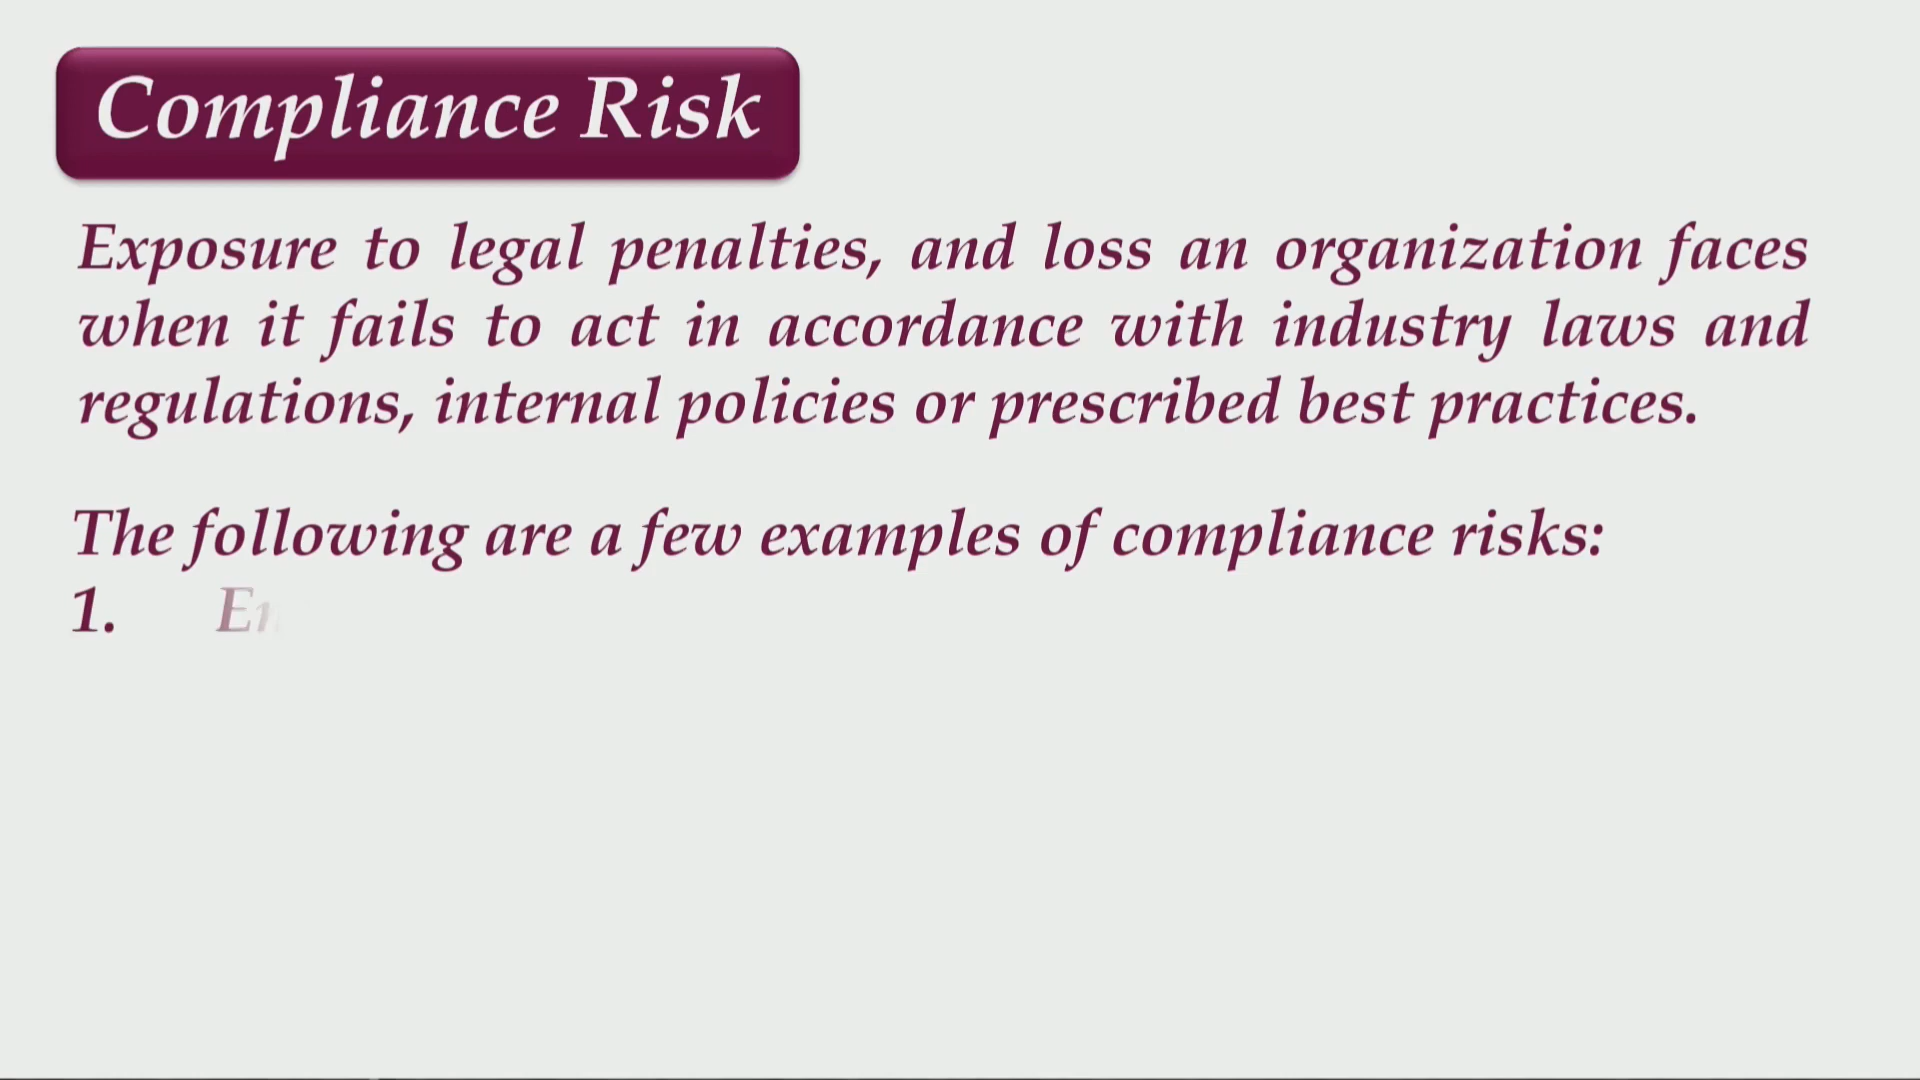 Compliance Risk
Exposure to legal penalties, and loss an organization faces
when it fails to act in accordance with industry laws and
regulations, internal policies or prescribed best practices.
The following are a few examples of compliance risks:
1.